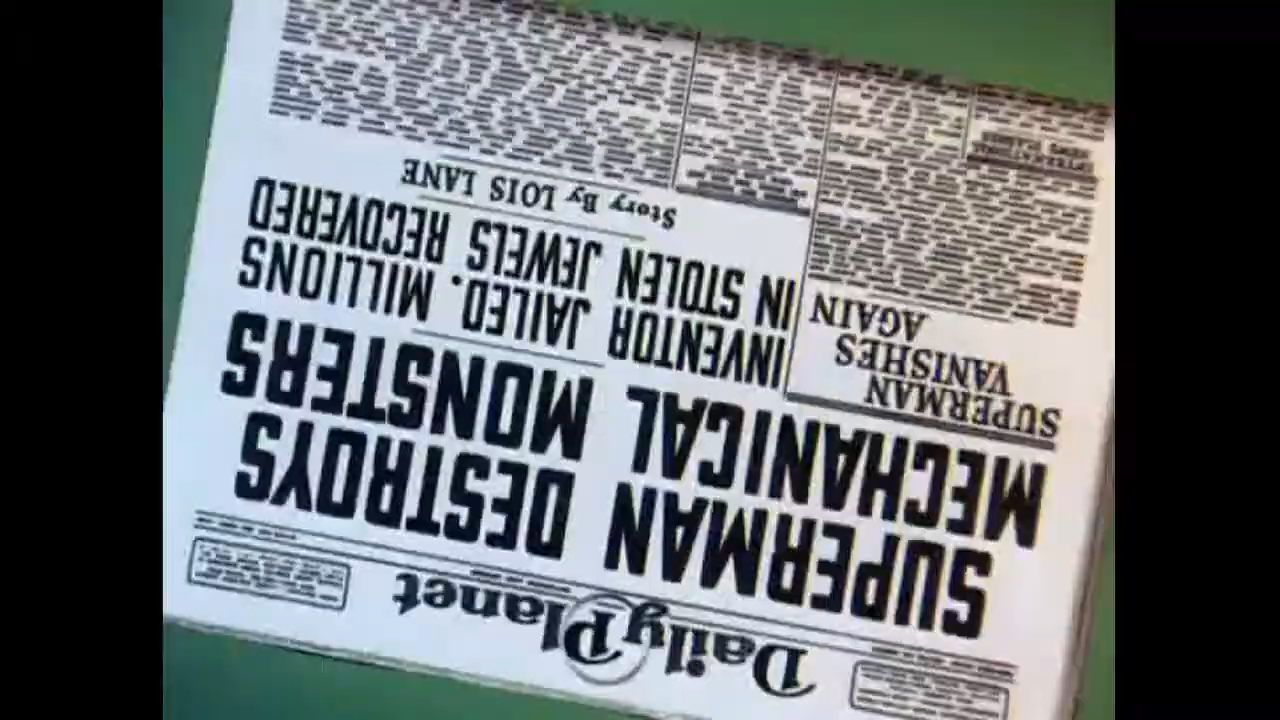 Daily Planet
SUPERMAN DESTROYS
MECHANICAL MONSTERS
INVENTOR JAILED. MILLIONS
IN STOLEN JEWELS RECOVERED
Story By LOIS LANE
SUPERMAN
VANISHES
AGAIN